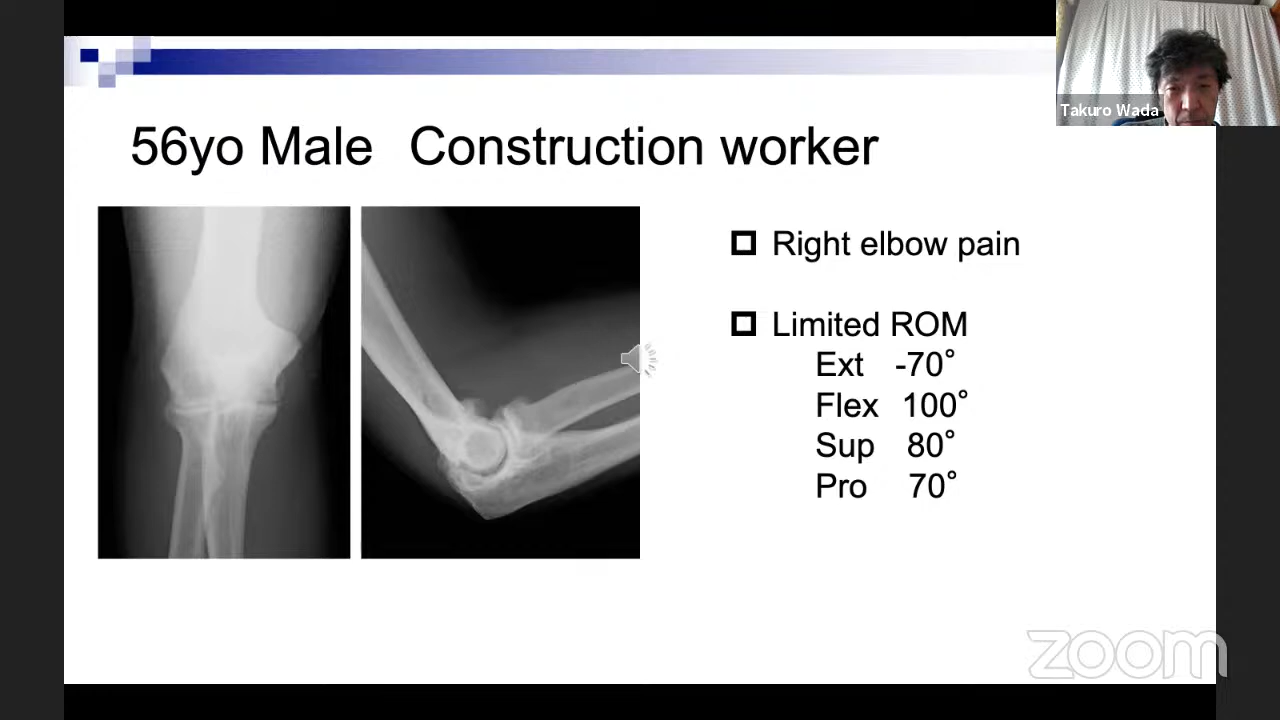 Takuro Wada
56yo Male Construction worker
Right elbow pain
Limited ROM
Ext -70°
Flex 100°
Sup 80°
Pro 70°
zoom